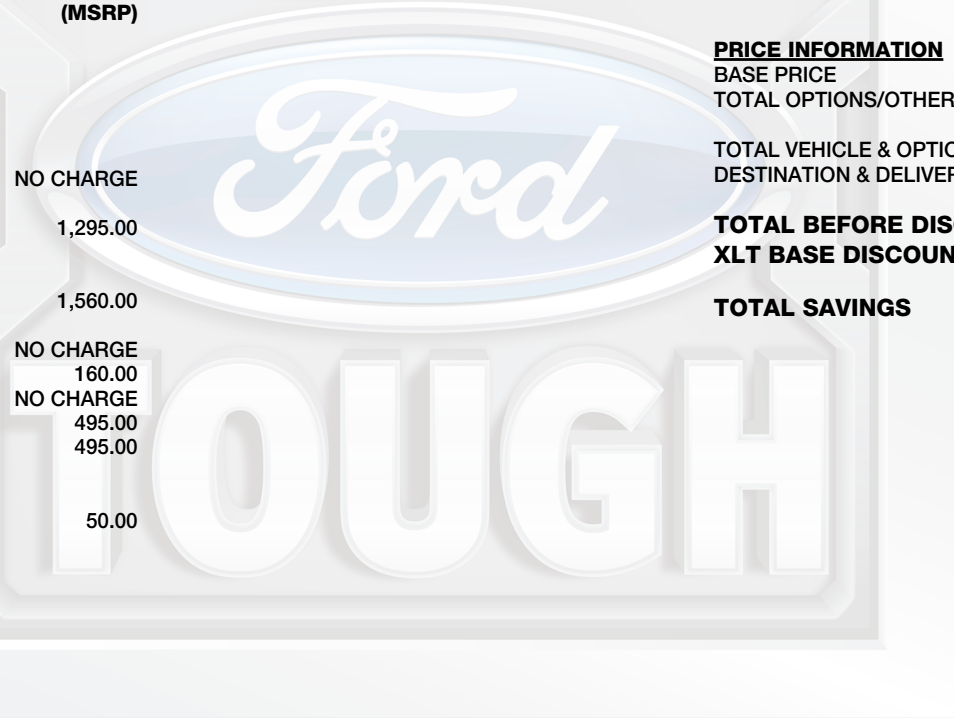 (MSRP)
NO CHARGE
1,295.00
1,560.00
NO CHARGE
160.00
NO CHARGE
495.00
495.00
50.00
PRICE INFORMATION
BASE PRICE
TOTAL OPTIONS/OTHER
TOTAL VEHICLE & OPTIO
DESTINATION & DELIVER
TOTAL BEFORE DIS
XLT BASE DISCOUN
TOTAL SAVINGS
Ford
TOUGH